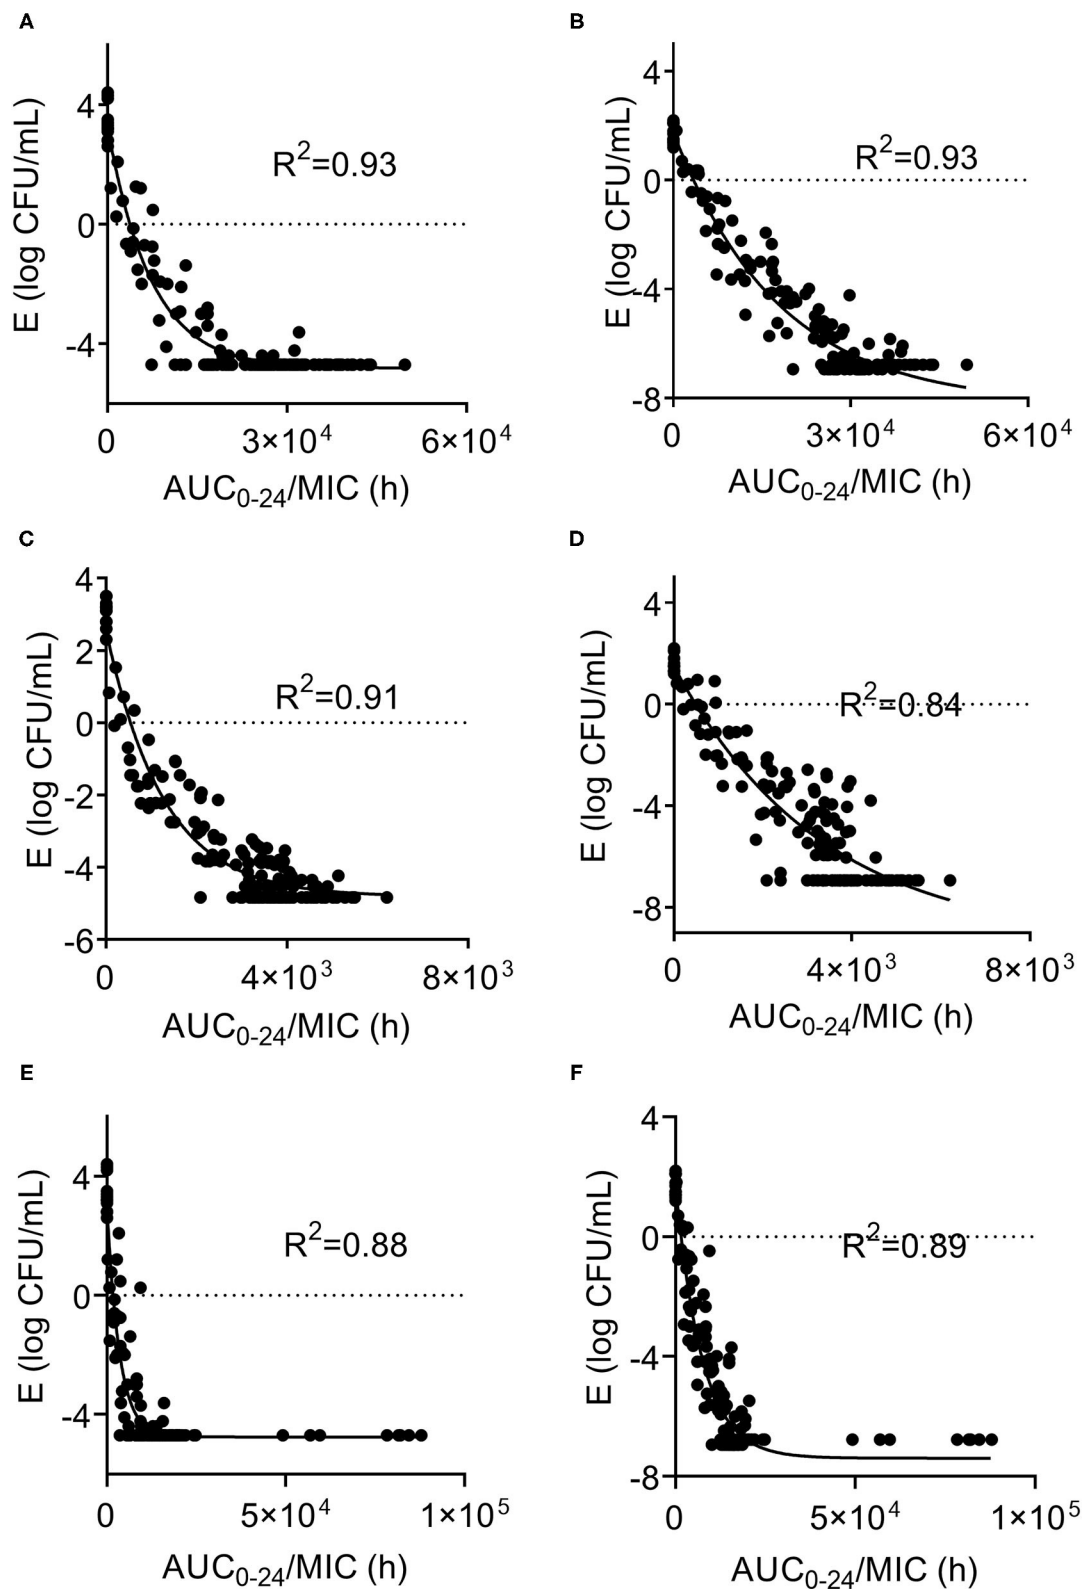 A
E (log CFU/mL)
4
0
-4
R²=0.93
0 3×10⁴ 6×10⁴
AUC₀₋₂₄/MIC (h)
B
E (log CFU/mL)
4
0
-4
-8
R²=0.93
0 3×10⁴ 6×10⁴
AUC₀₋₂₄/MIC (h)
C
E (log CFU/mL)
4
2
0
-2
-4
-6
R²=0.91
0 4×10³ 8×10³
AUC₀₋₂₄/MIC (h)
D
E (log CFU/mL)
4
0
-4
-8
R²=0.84
0 4×10³ 8×10³
AUC₀₋₂₄/MIC (h)
E
E (log CFU/mL)
4
0
-4
R²=0.88
0 5×10⁴ 1×10⁵
AUC₀₋₂₄/MIC (h)
F
E (log CFU/mL)
4
0
-4
-8
R²=0.89
0 5×10⁴ 1×10⁵
AUC₀₋₂₄/MIC (h)